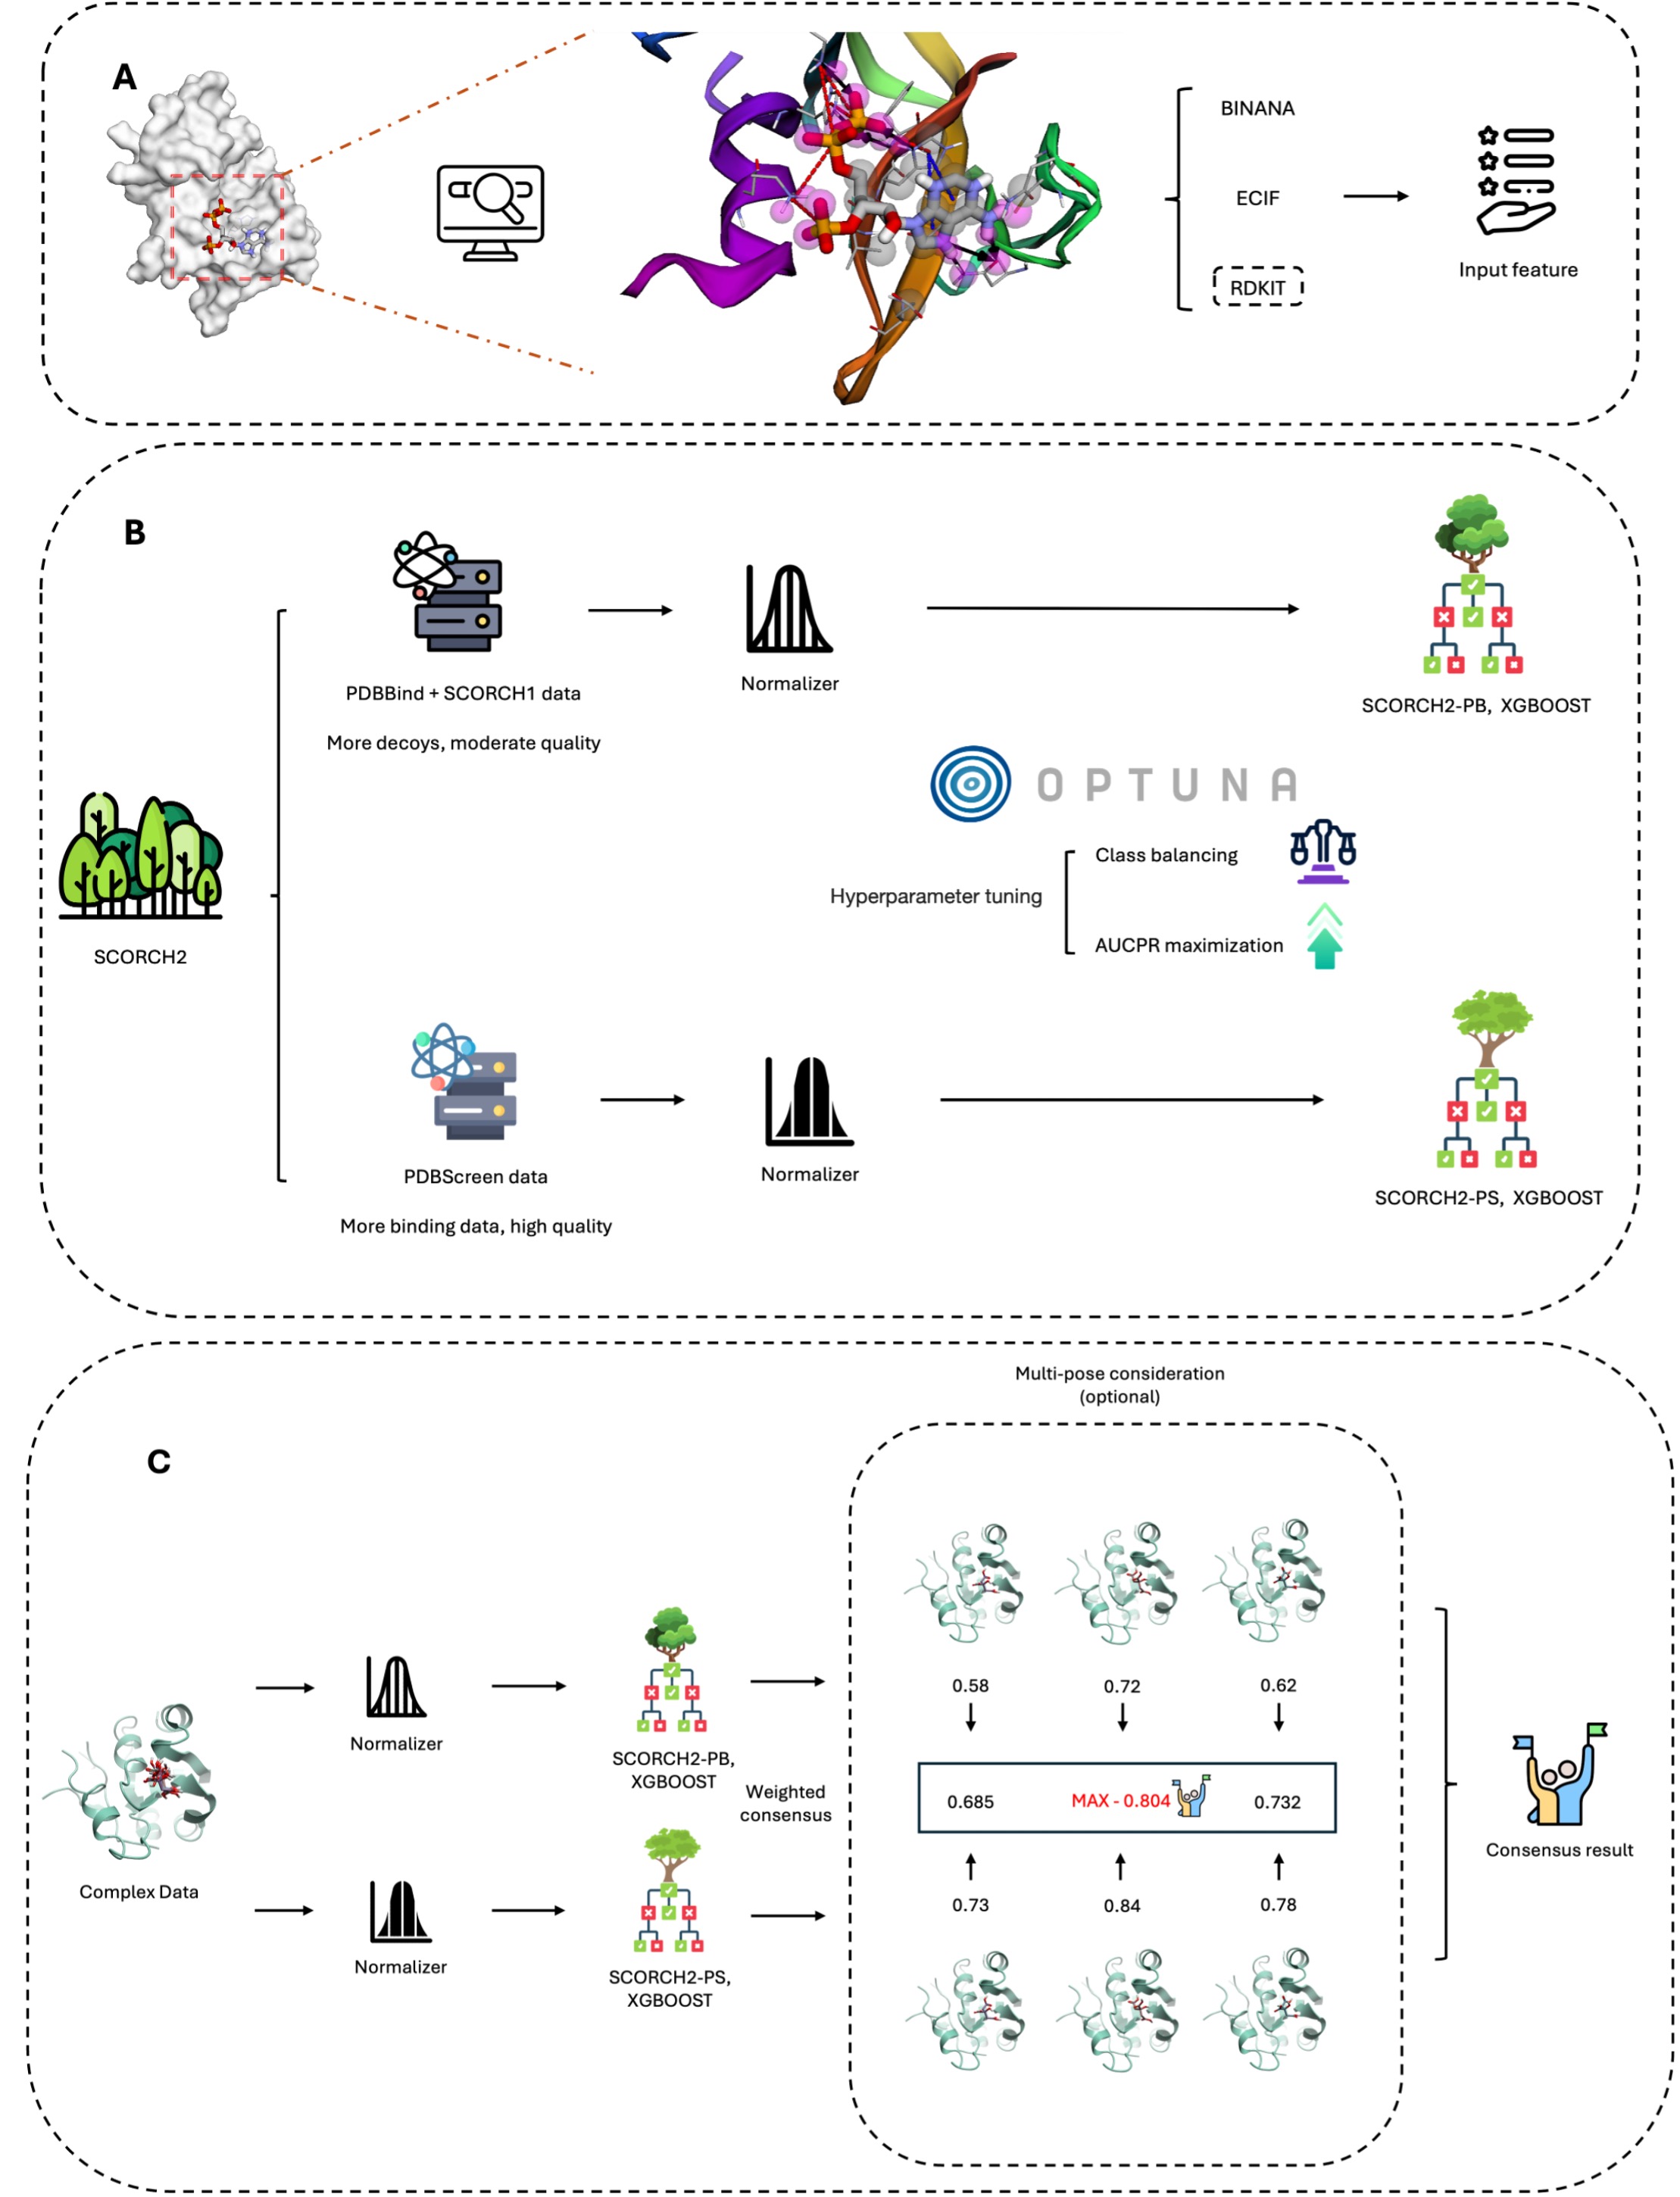 A
BINANA
ECIF
RDKIT
Input feature
B
PDBBind + SCORCH1 data
More decoys, moderate quality
Normalizer
SCORCH2-PB, XGBOOST
OPTUNA
Class balancing
Hyperparameter tuning
AUCPR maximization
SCORCH2
PDBScreen data
More binding data, high quality
Normalizer
SCORCH2-PS, XGBOOST
C
Multi-pose consideration
(optional)
Complex Data
Normalizer
SCORCH2-PB,
XGBOOST
Weighted
consensus
Normalizer
SCORCH2-PS,
XGBOOST
0.58 0.72 0.62
0.685 MAX - 0.804 0.732
0.73 0.84 0.78
Consensus result